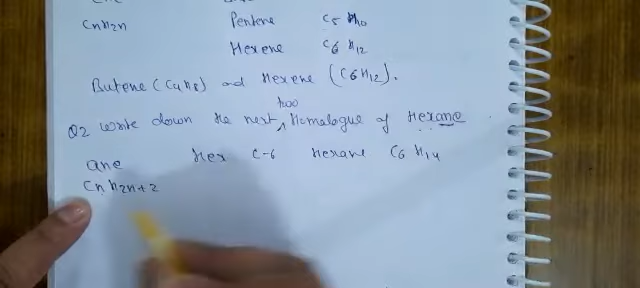 CnH2n Pentene C5 H10
Hexene C6 H12
Butene (C4H8) and Hexene (C6H12).
two
Q2 write down the next ^ Homologue of Hexane
ane Hex C-6 Hexane C6 H14
CnH2n+2